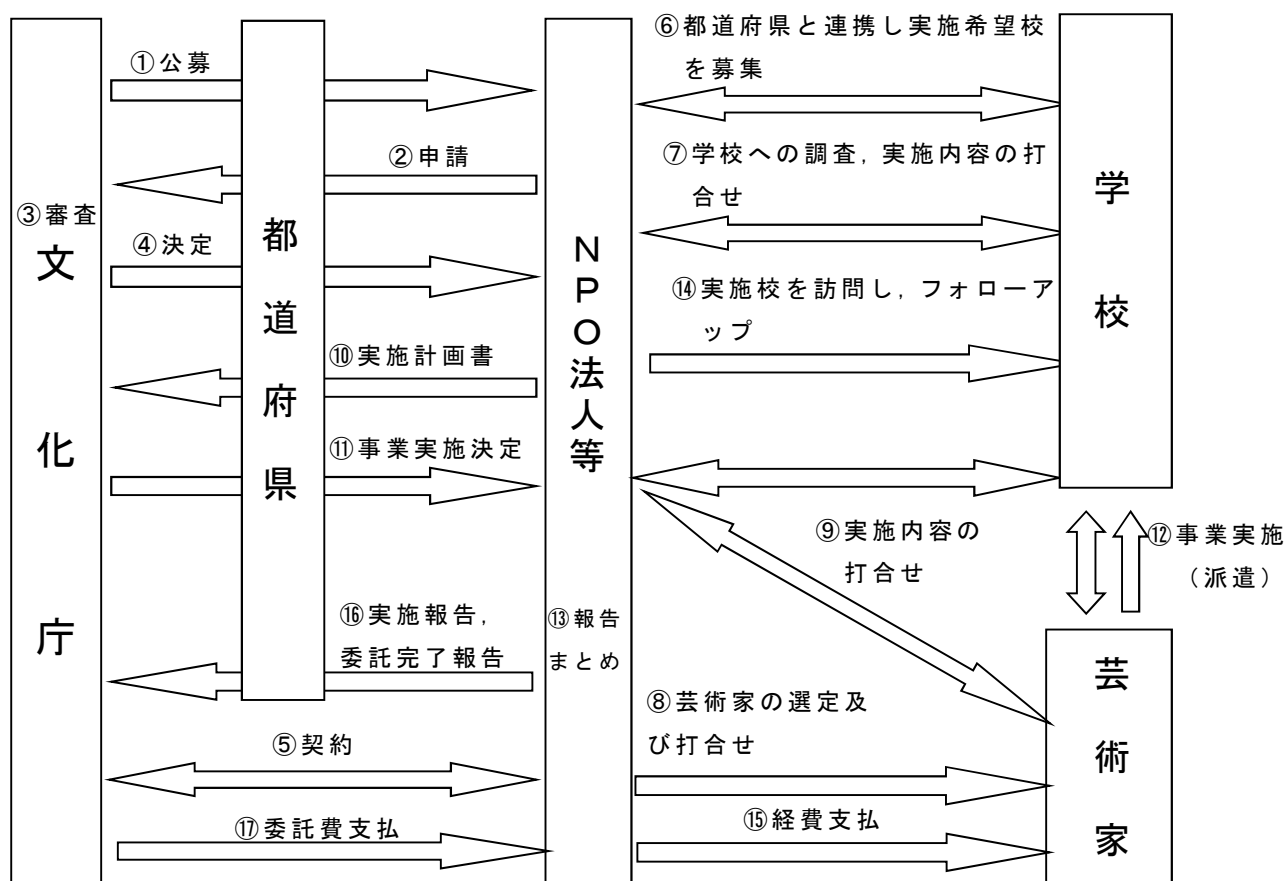 ①公募
②申請
③審査
文化庁
④決定
都道府県
⑩実施計画書
⑪事業実施決定
⑯実施報告,
委託完了報告
⑤契約
⑰委託費支払
NPO法人等
⑬報告
まとめ
⑥都道府県と連携し実施希望校
を募集
⑦学校への調査,実施内容の打
合せ
⑭実施校を訪問し,フォローア
ップ
⑨実施内容の
打合せ
⑧芸術家の選定及
び打合せ
⑮経費支払
学校
⑫事業実施
(派遣)
芸術家